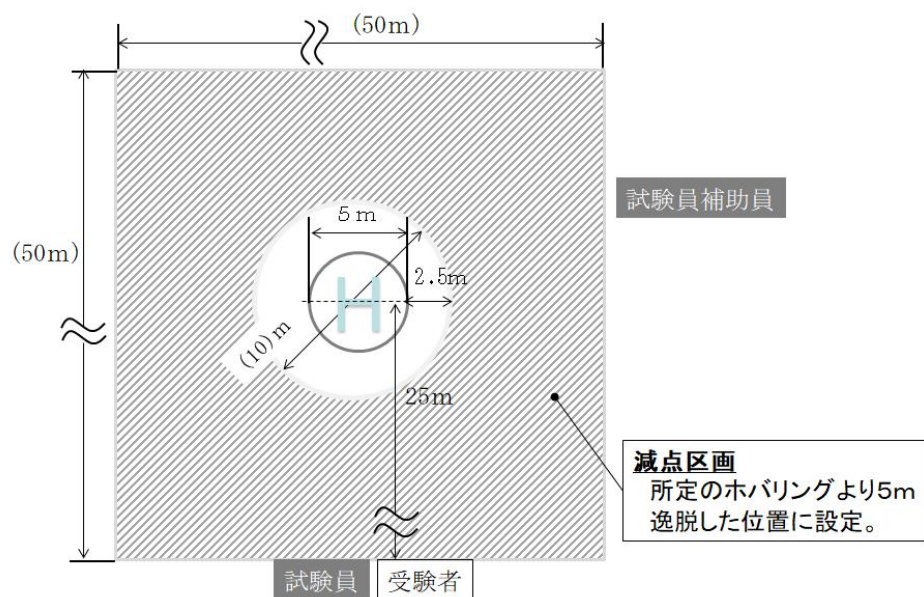 (50m)
試験員補助員
5m
(50m)
2.5m
H
(10)m
25m
減点区画
所定のホバリングより5m
逸脱した位置に設定。
試験員
受験者